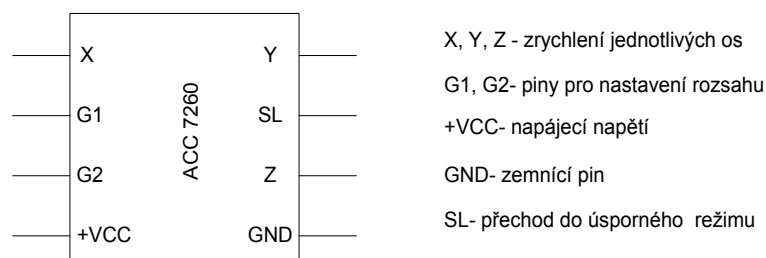 X
Y
G1
SL
G2
Z
+VCC
GND
ACC 7260
X, Y, Z - zrychlení jednotlivých os
G1, G2- piny pro nastavení rozsahu
+VCC- napájecí napětí
GND- zemnící pin
SL- přechod do úsporného režimu